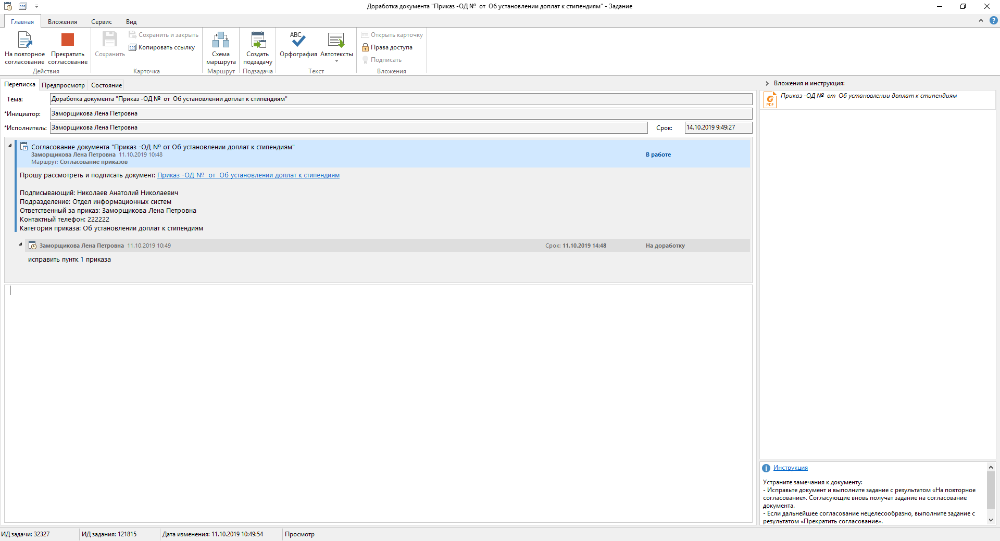 Доработка документа "Приказ -ОД № от Об установлении доплат к стипендиям" - Задание
Главная Вложения Сервис Вид
На повторное согласование
Прекратить согласование
Действия
Сохранить
Сохранить и закрыть
Копировать ссылку
Карточка
Схема маршрута
Маршрут
Создать подзадачу
Подзадача
ABC
Орфография
Автотексты
Текст
Открыть карточку
Права доступа
Подписать
Вложения
Переписка Предпросмотр Состояние
Тема: Доработка документа "Приказ -ОД № от Об установлении доплат к стипендиям"
*Инициатор: Заморщикова Лена Петровна
*Исполнитель: Заморщикова Лена Петровна Срок: 14.10.2019 9:49:27
Согласование документа "Приказ -ОД № от Об установлении доплат к стипендиям"
Заморщикова Лена Петровна 11.10.2019 10:48 В работе
Маршрут: Согласование приказов
Прошу рассмотреть и подписать документ: Приказ -ОД № от Об установлении доплат к стипендиям
Подписывающий: Николаев Анатолий Николаевич
Подразделение: Отдел информационных систем
Ответственный за приказ: Заморщикова Лена Петровна
Контактный телефон: 222222
Категория приказа: Об установлении доплат к стипендиям
Заморщикова Лена Петровна 11.10.2019 10:49 Срок: 11.10.2019 14:48 На доработку
исправить пунтк 1 приказа
Вложения и инструкция:
PDF
Приказ -ОД № от Об установлении доплат к стипендиям
Инструкция
Устраните замечания к документу:
- Исправьте документ и выполните задание с результом «На повторное
согласование». Согласующие вновь получат задание на согласование
документа.
- Если дальнейшее согласование нецелесообразно, выполните задание с
результом «Прекратить согласование».
ИД задачи: 32327 ИД задания: 121815 Дата изменения: 11.10.2019 10:49:54 Просмотр